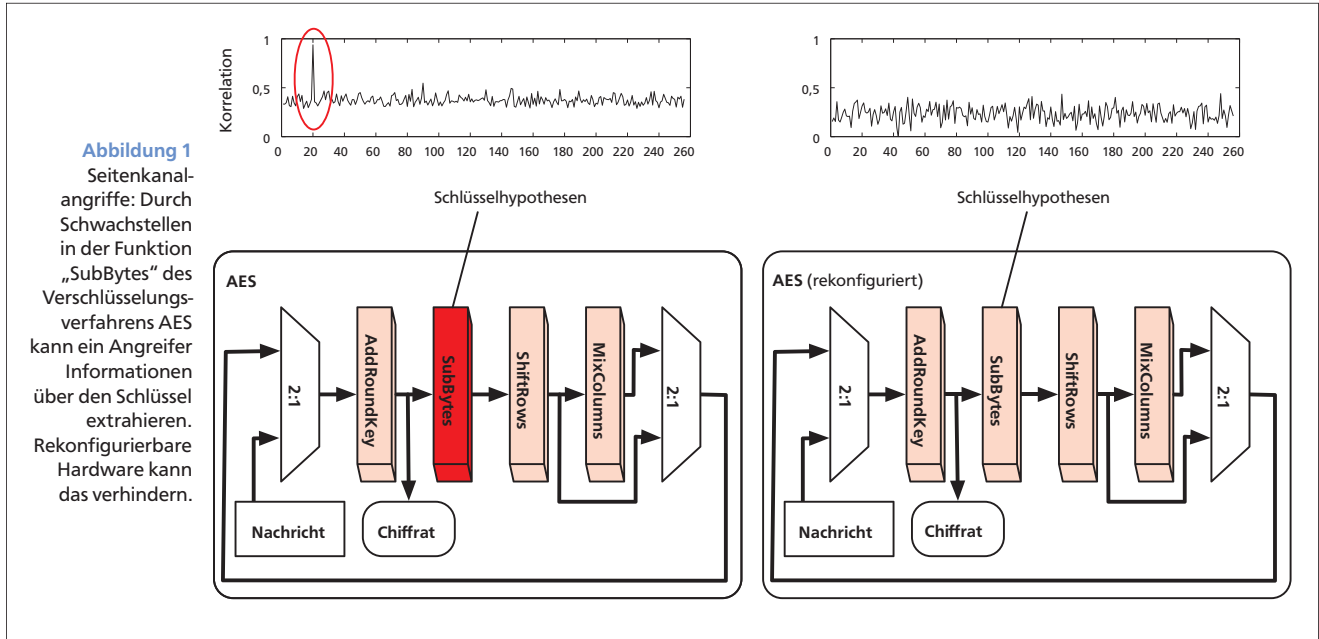 Abbildung 1
Seitenkanal-
angriffe: Durch
Schwachstellen
in der Funktion
„SubBytes“ des
Verschlüsselungs-
verfahrens AES
kann ein Angreifer
Informationen
über den Schlüssel
extrahieren.
Rekonfigurierbare
Hardware kann
das verhindern.
Korrelation
1
0,5
0
0 20 40 60 80 100 120 140 160 180 200 220 240 260
Schlüsselhypothesen
AES
2:1
AddRoundKey
SubBytes
ShiftRows
MixColumns
2:1
Nachricht
Chiffrat
1
0,5
0
0 20 40 60 80 100 120 140 160 180 200 220 240 260
Schlüsselhypothesen
AES (rekonfiguriert)
2:1
AddRoundKey
SubBytes
ShiftRows
MixColumns
2:1
Nachricht
Chiffrat